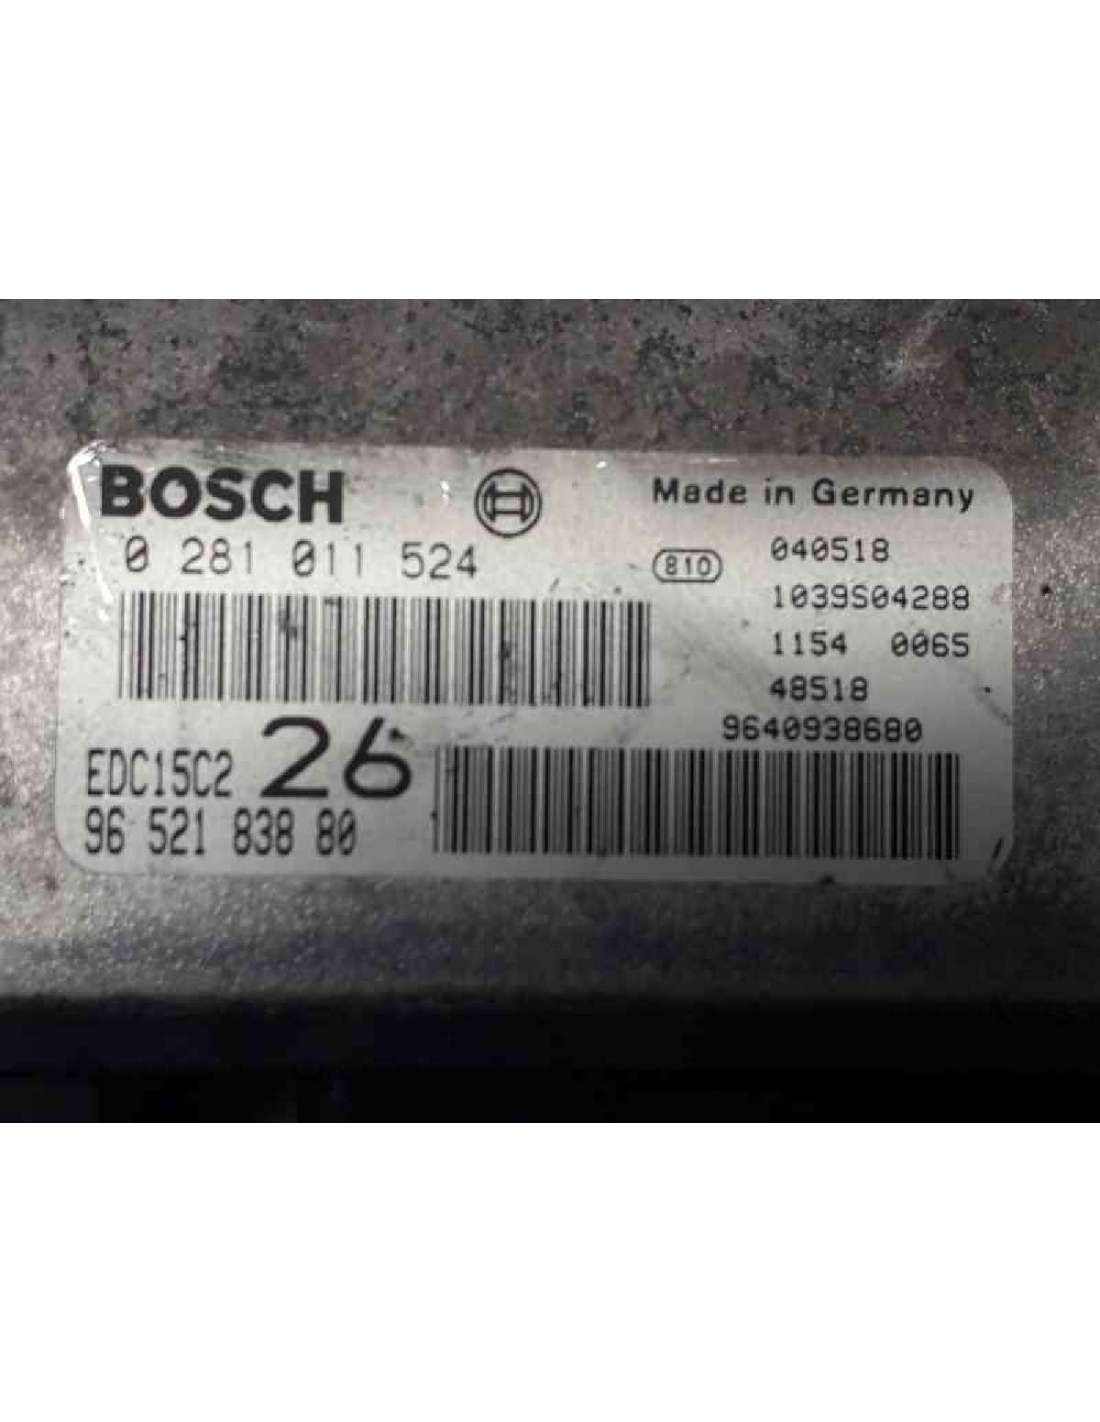 BOSCH
Made in Germany
0 281 011 524
810
040518
1039S04288
1154 0065
48518
9640938680
EDC15C2 26
96 521 838 80